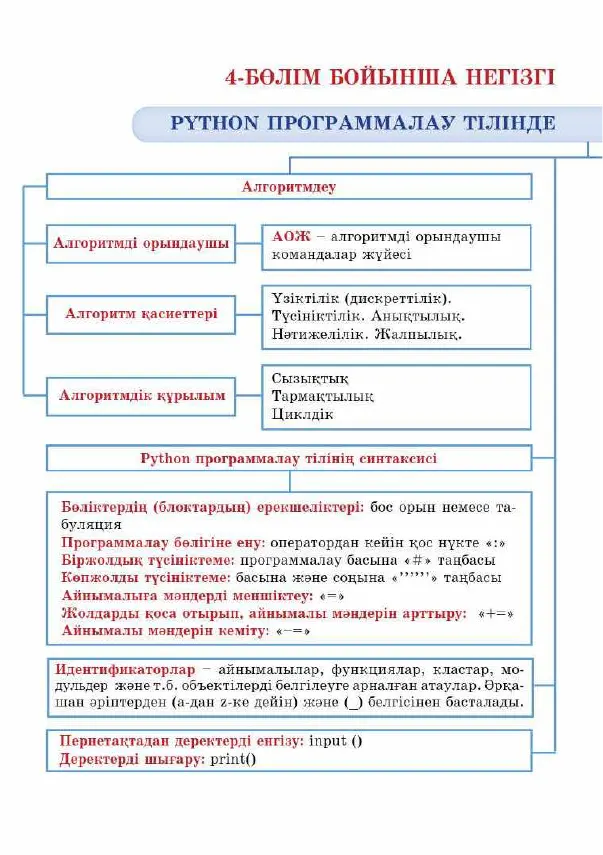 4-БӨЛІМ БОЙЫНША НЕГІЗГІ
PYTHON ПРОГРАММАЛАУ ТІЛІНДЕ
Алгоритмдеу
Алгоритмді орындаушы
АОЖ – алгоритмді орындаушы
командалар жүйесі
Алгоритм қасиеттері
Үзіктілік (дискреттілік).
Түсініктілік. Анықтылық.
Нәтижелілік. Жалпылық.
Алгоритмдік құрылым
Сызықтық
Тармақтылық
Циклдік
Python программалау тілінің синтаксисі
Бөліктердің (блоктардың) ерекшеліктері: бос орын немесе та-
буляция
Программалау бөлігіне ену: оператордан кейін қос нүкте «:»
Біржолдық түсініктеме: программалау басына «#» таңбасы
Көпжолды түсініктеме: басына және соңына «’’’’’’» таңбасы
Айнымалыға мәндерді меншіктеу: «=»
Жолдарды қоса отырып, айнымалы мәндерін арттыру: «+=»
Айнымалы мәндерін кеміту: «–=»
Идентификаторлар – айнымалылар, функциялар, кластар, мо-
дульдер және т.б. объектілерді белгілеуге арналған атаулар. Әрқа-
шан әріптерден (a-дан z-ке дейін) және (_) белгісінен басталады.
Пернетақтадан деректерді енгізу: input ()
Деректерді шығару: print()